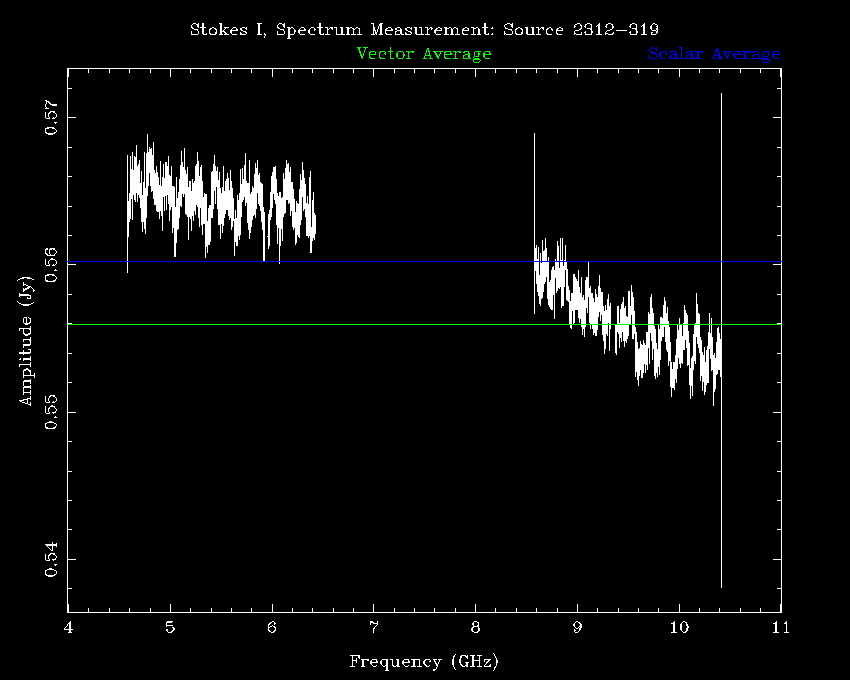 Stokes I, Spectrum Measurement: Source 2312−319
Vector Average Scalar Average
0.57
0.56
0.55
0.54
Amplitude (Jy)
4 5 6 7 8 9 10 11
Frequency (GHz)